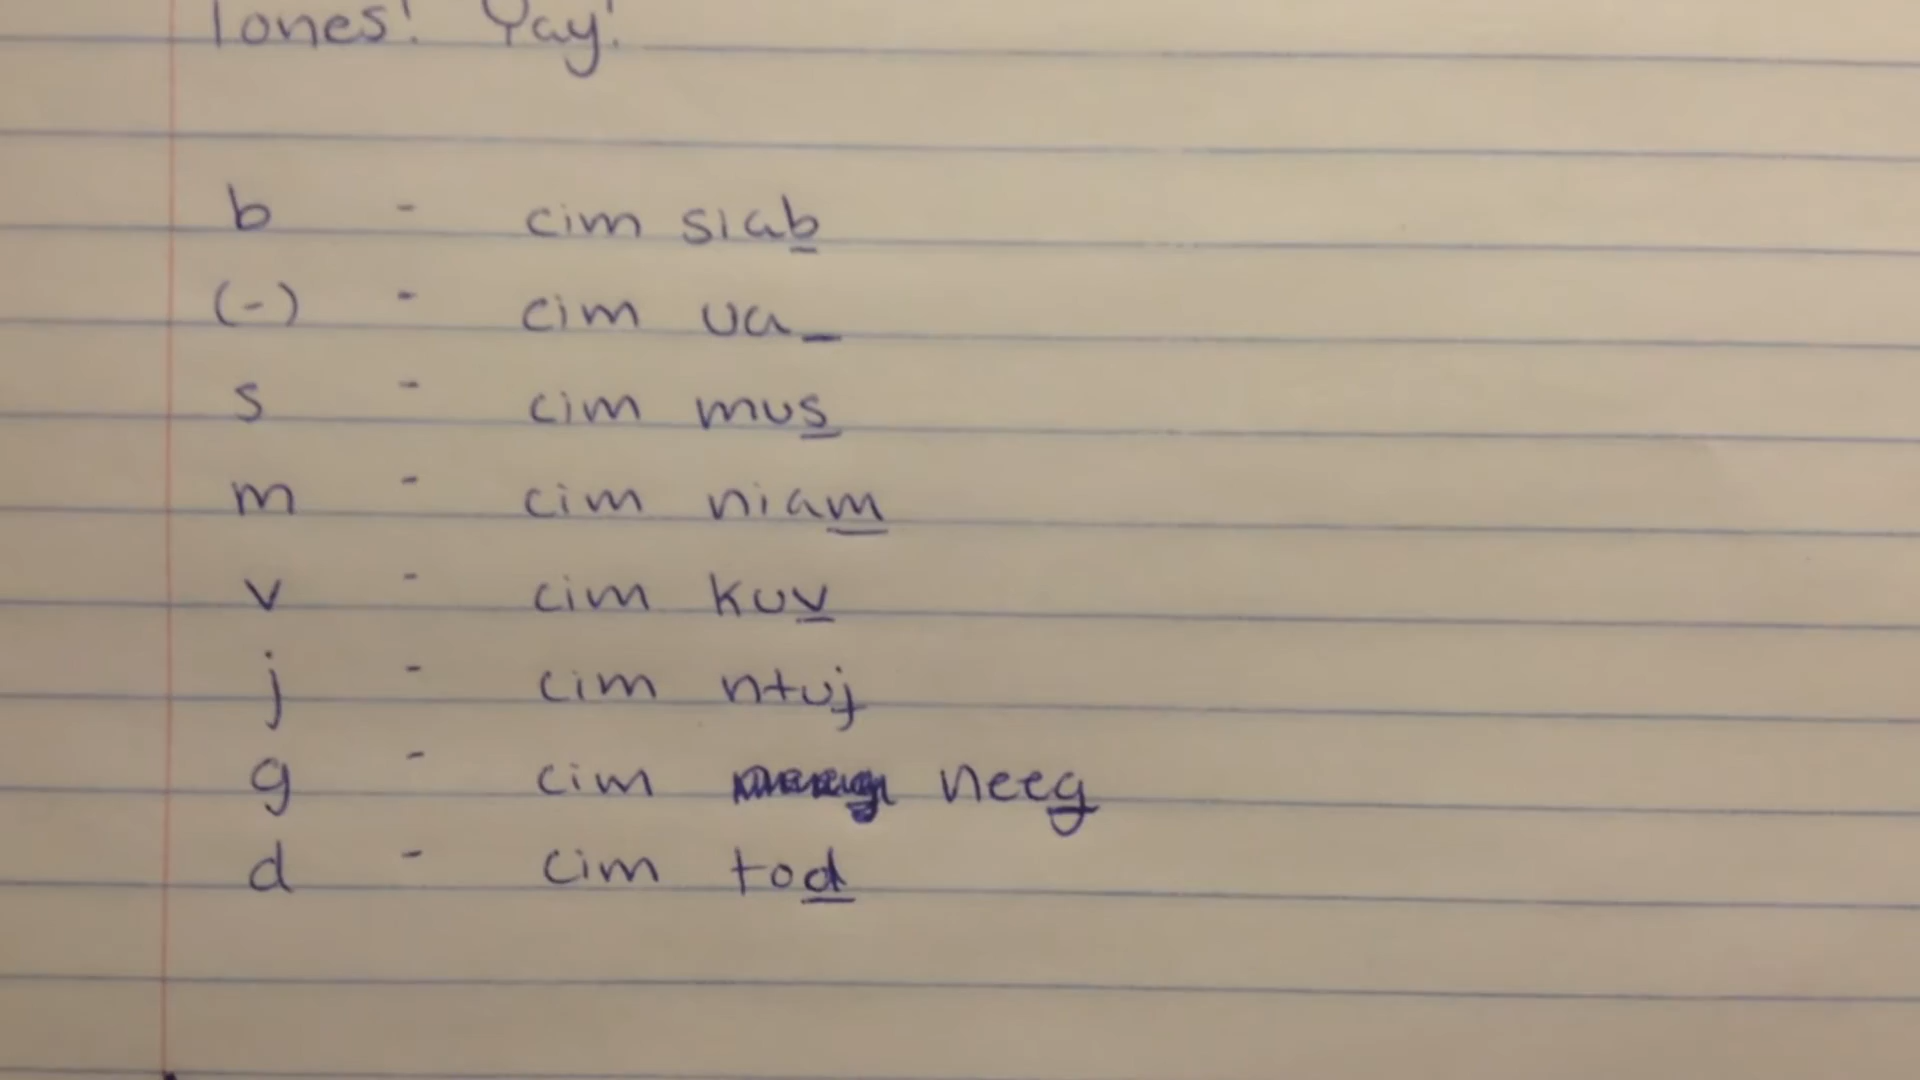 Tones! Yay!
b - cim siab
(-) - cim ua_
s - cim mus
m - cim niam
v - cim kuv
j - cim ntuj
g - cim neeg
d - cim tod